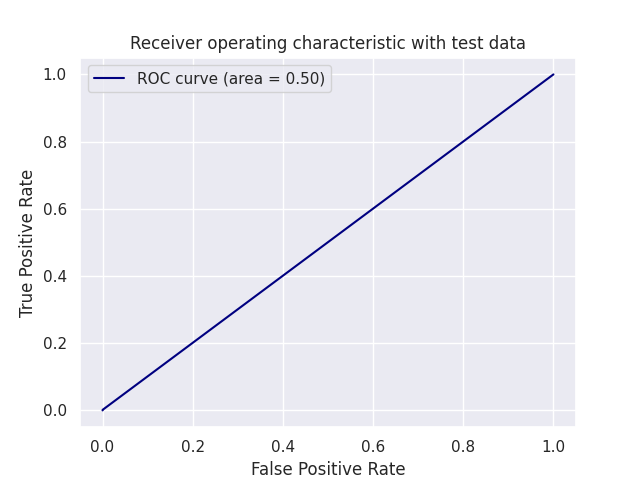 Receiver operating characteristic with test data
ROC curve (area = 0.50)
1.0
0.8
0.6
0.4
0.2
0.0
True Positive Rate
0.0 0.2 0.4 0.6 0.8 1.0
False Positive Rate